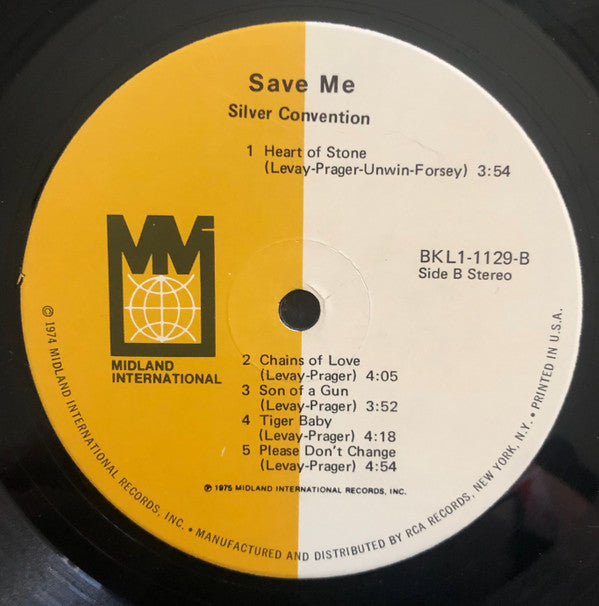 Save Me
Silver Convention
1 Heart of Stone
(Levay-Prager-Unwin-Forsey) 3:54
MM
MIDLAND
INTERNATIONAL
BKL1-1129-B
Side B Stereo
2 Chains of Love
(Levay-Prager) 4:05
3 Son of a Gun
(Levay-Prager) 3:52
4 Tiger Baby
(Levay-Prager) 4:18
5 Please Don't Change
(Levay-Prager) 4:54
℗ 1975 MIDLAND INTERNATIONAL RECORDS, INC.
© 1974 MIDLAND INTERNATIONAL RECORDS, INC. • MANUFACTURED AND DISTRIBUTED BY RCA RECORDS, NEW YORK, N.Y. • PRINTED IN U.S.A.